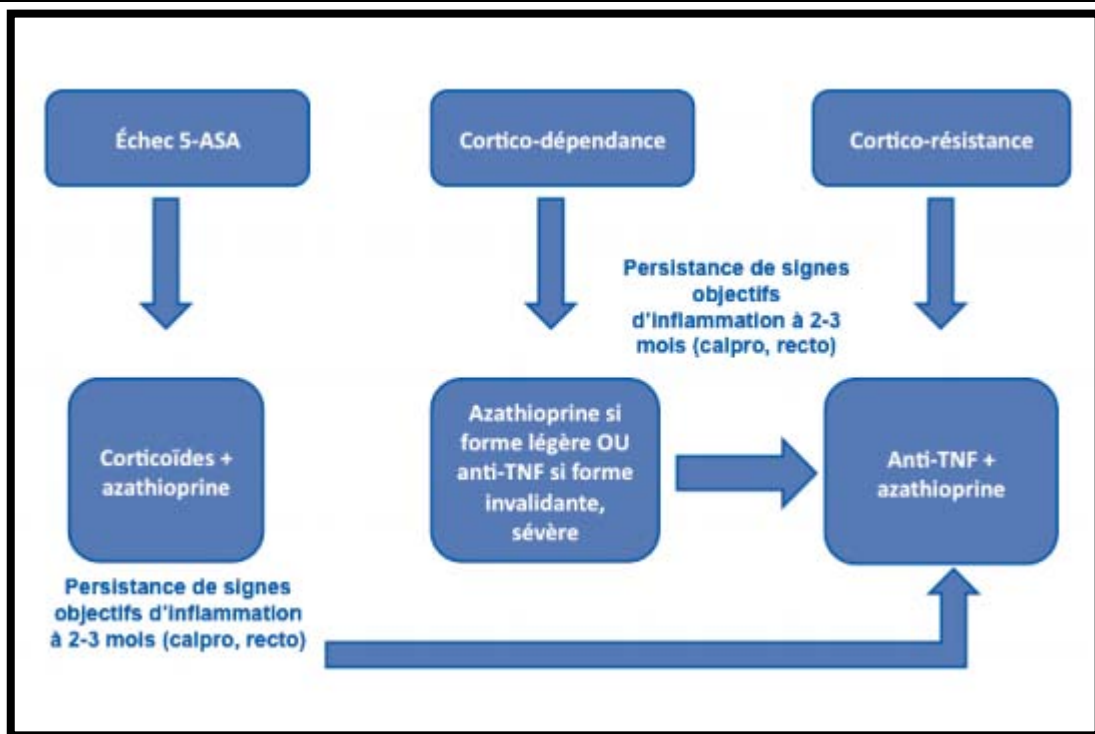 Échec 5-ASA
Cortico-dépendance
Cortico-résistance
Persistance de signes
objectifs
d'inflammation à 2-3
mois (calpro, recto)
Corticoïdes +
azathioprine
Azathioprine si
forme légère OU
anti-TNF si forme
invalidante,
sévère
Anti-TNF +
azathioprine
Persistance de signes
objectifs d'inflammation
à 2-3 mois (calpro, recto)